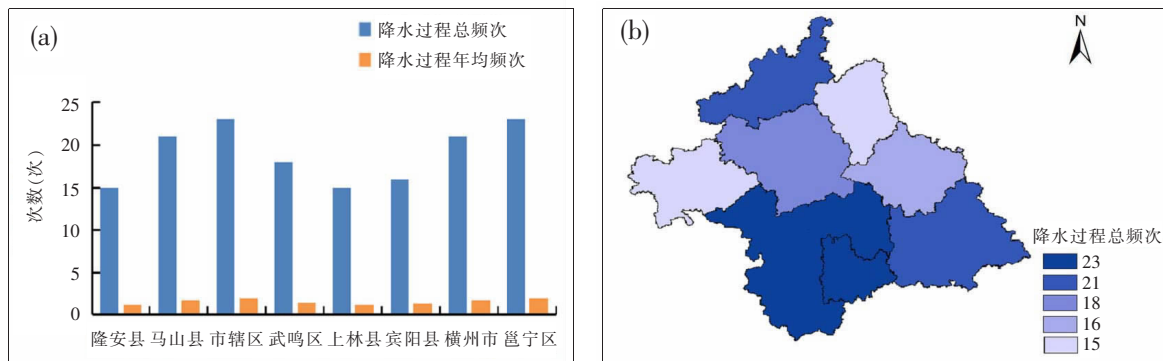 (a)
降水过程总频次
降水过程年均频次
次数(次)
25
20
15
10
5
0
隆安县 马山县 市辖区 武鸣区 上林县 宾阳县 横州市 邕宁区
(b)
N
降水过程总频次
23
21
18
16
15